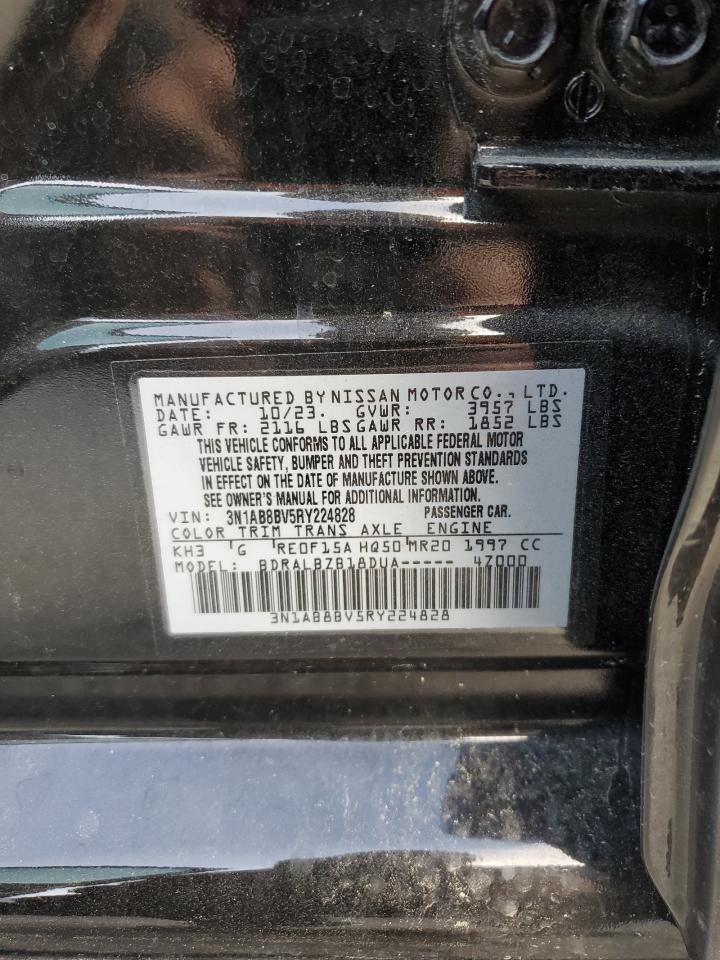 MANUFACTURED BY NISSAN MOTOR CO., LTD.
DATE: 10/23. GVWR: 3957 LBS
GAWR FR: 2116 LBS GAWR RR: 1852 LBS
THIS VEHICLE CONFORMS TO ALL APPLICABLE FEDERAL MOTOR
VEHICLE SAFETY, BUMPER AND THEFT PREVENTION STANDARDS
IN EFFECT ON THE DATE OF MANUFACTURE SHOWN ABOVE.
SEE OWNER'S MANUAL FOR ADDITIONAL INFORMATION.
VIN: 3N1AB8BV5RY224828 PASSENGER CAR.
COLOR TRIM TRANS AXLE ENGINE
KH3 G RE0F15A HQ50 MR20 1997 CC
MODEL: BDRALBZB18DUA----- 4Z000
3N1AB8BV5RY224828